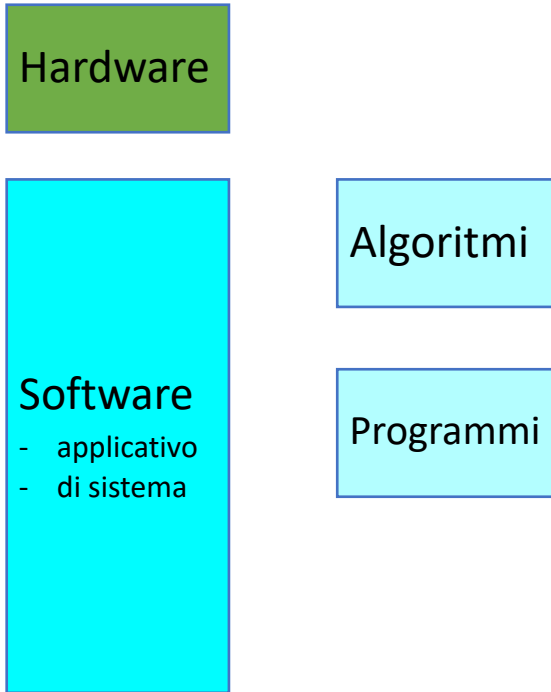 Hardware
Software
- applicativo
- di sistema
Algoritmi
Programmi